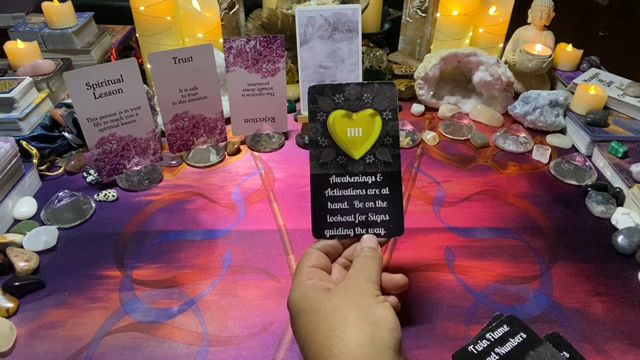 Spiritual
Lesson
This person is in your
life to teach you a
spiritual lesson.
Trust
It is safe
to trust
in this situation
Rejection
IIII
Awakenings &
Activations are at
hand. Be on the
lookout for Signs
guiding the way.
Twin Flame
Numbers